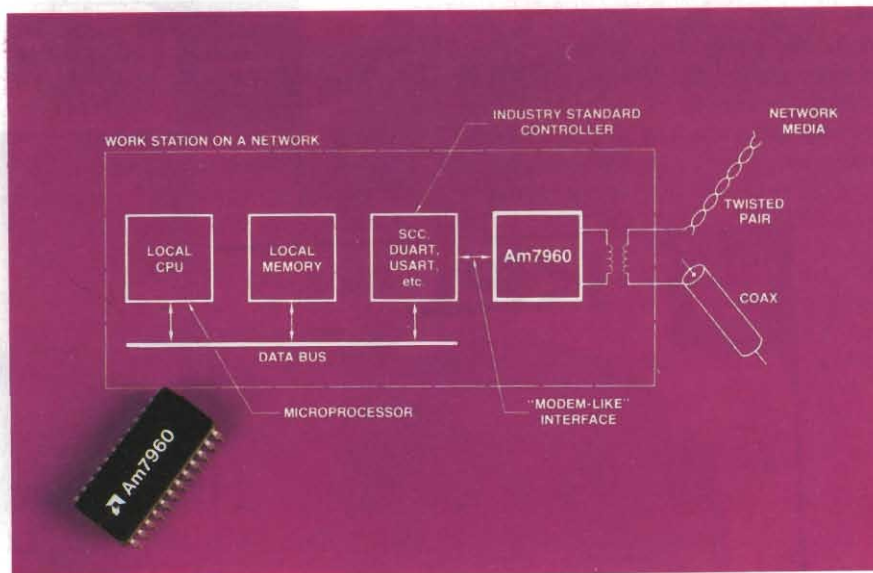 INDUSTRY STANDARD
CONTROLLER
NETWORK
MEDIA
WORK STATION ON A NETWORK
TWISTED
PAIR
LOCAL
CPU
LOCAL
MEMORY
SCC,
DUART,
USART,
etc.
Am7960
COAX
DATA BUS
MICROPROCESSOR
"MODEM-LIKE"
INTERFACE
Am7960